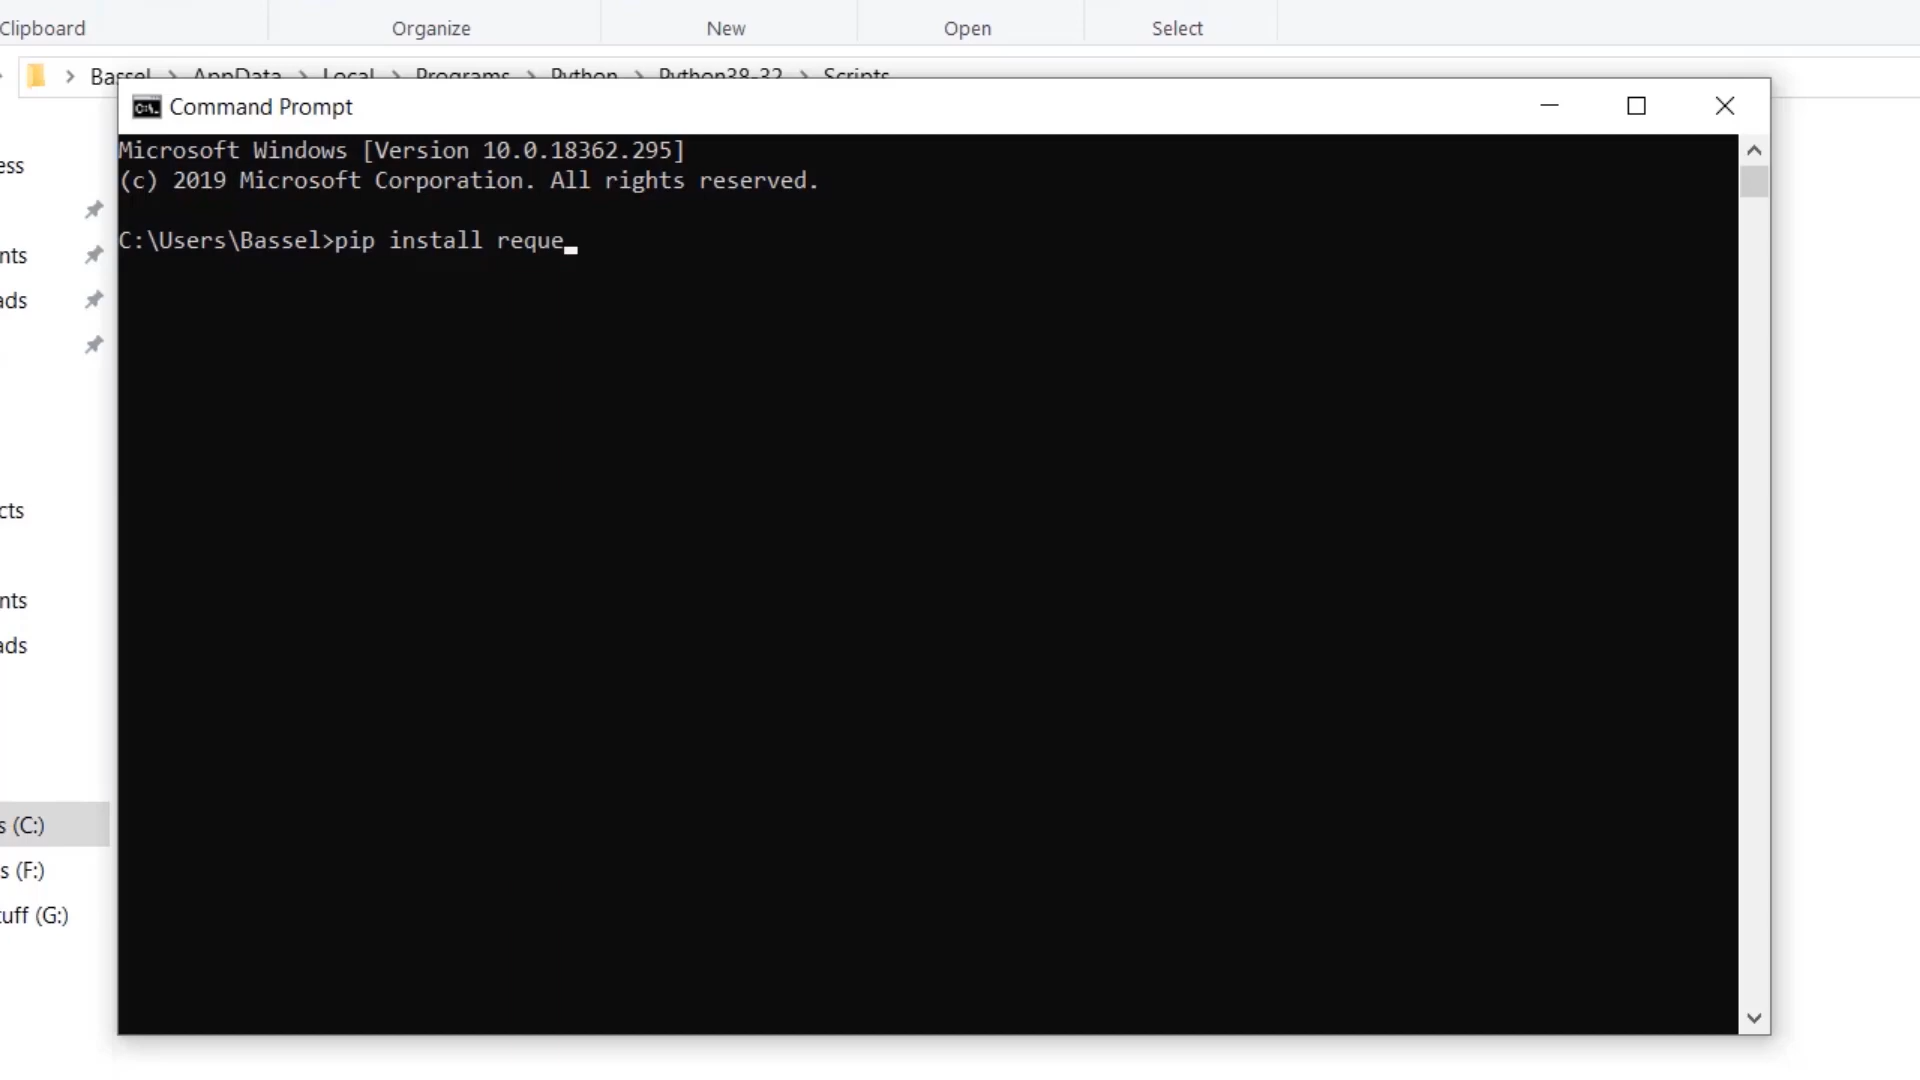 Clipboard Organize New Open Select
Bassel > AppData > Local > Programs > Python > Python38-32 > Scripts
Command Prompt
Microsoft Windows [Version 10.0.18362.295]
(c) 2019 Microsoft Corporation. All rights reserved.
C:\Users\Bassel>pip install reque
ess
nts
ads
cts
nts
ads
s (C:)
s (F:)
tuff (G:)